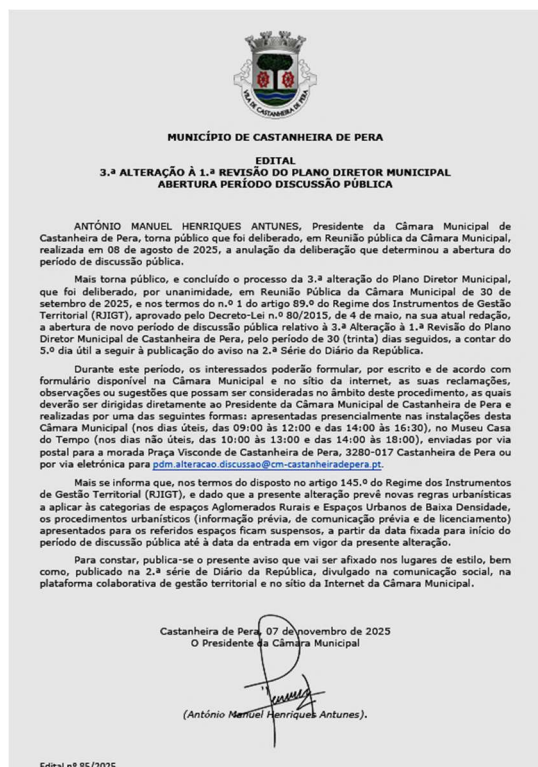 VILA DE CASTANHEIRA DE PERA
MUNICÍPIO DE CASTANHEIRA DE PERA
EDITAL
3.ª ALTERAÇÃO À 1.ª REVISÃO DO PLANO DIRETOR MUNICIPAL
ABERTURA PERÍODO DISCUSSÃO PÚBLICA
ANTÓNIO MANUEL HENRIQUES ANTUNES, Presidente da Câmara Municipal de
Castanheira de Pera, torna público que foi deliberado, em Reunião pública da Câmara Municipal,
realizada em 08 de agosto de 2025, a anulação da deliberação que determinou a abertura do
período de discussão pública.
Mais torna público, e concluído o processo da 3.ª alteração do Plano Diretor Municipal,
que foi deliberado, por unanimidade, em Reunião Pública da Câmara Municipal de 30 de
setembro de 2025, e nos termos do n.º 1 do artigo 89.º do Regime dos Instrumentos de Gestão
Territorial (RJIGT), aprovado pelo Decreto-Lei n.º 80/2015, de 4 de maio, na sua atual redação,
a abertura de novo período de discussão pública relativo à 3.ª Alteração à 1.ª Revisão do Plano
Diretor Municipal de Castanheira de Pera, pelo período de 30 (trinta) dias seguidos, a contar do
5.º dia útil a seguir à publicação do aviso na 2.ª Série do Diário da República.
Durante este período, os interessados poderão formular, por escrito e de acordo com
formulário disponível na Câmara Municipal e no sítio da internet, as suas reclamações,
observações ou sugestões que possam ser consideradas no âmbito deste procedimento, as quais
deverão ser dirigidas diretamente ao Presidente da Câmara Municipal de Castanheira de Pera e
realizadas por uma das seguintes formas: apresentadas presencialmente nas instalações desta
Câmara Municipal (nos dias úteis, das 09:00 às 12:00 e das 14:00 às 16:30), no Museu Casa
do Tempo (nos dias não úteis, das 10:00 às 13:00 e das 14:00 às 18:00), enviadas por via
postal para a morada Praça Visconde de Castanheira de Pera, 3280-017 Castanheira de Pera ou
por via eletrónica para pdm.alteracao.discussao@cm-castanheiradepera.pt.
Mais se informa que, nos termos do disposto no artigo 145.º do Regime dos Instrumentos
de Gestão Territorial (RJIGT), e dado que a presente alteração prevê novas regras urbanísticas
a aplicar às categorias de espaços Aglomerados Rurais e Espaços Urbanos de Baixa Densidade,
os procedimentos urbanísticos (informação prévia, de comunicação prévia e de licenciamento)
apresentados para os referidos espaços ficam suspensos, a partir da data fixada para início do
período de discussão pública até à data da entrada em vigor da presente alteração.
Para constar, publica-se o presente aviso que vai ser afixado nos lugares de estilo, bem
como, publicado na 2.ª série de Diário da República, divulgado na comunicação social, na
plataforma colaborativa de gestão territorial e no sítio da Internet da Câmara Municipal.
Castanheira de Pera, 07 de novembro de 2025
O Presidente da Câmara Municipal
(António Manuel Henriques Antunes).
Edital nº 85/2025